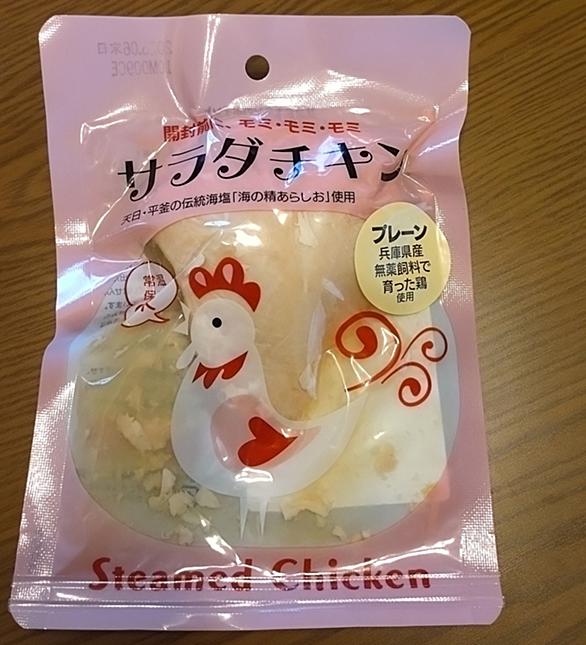 開封前に、モミ・モミ・モミ
サラダチキン
天日・平釜の伝統海塩「海の精あらしお」使用
プレーン
兵庫県産
無薬飼料で
育った鶏
使用
常温
保存
Steamed Chicken